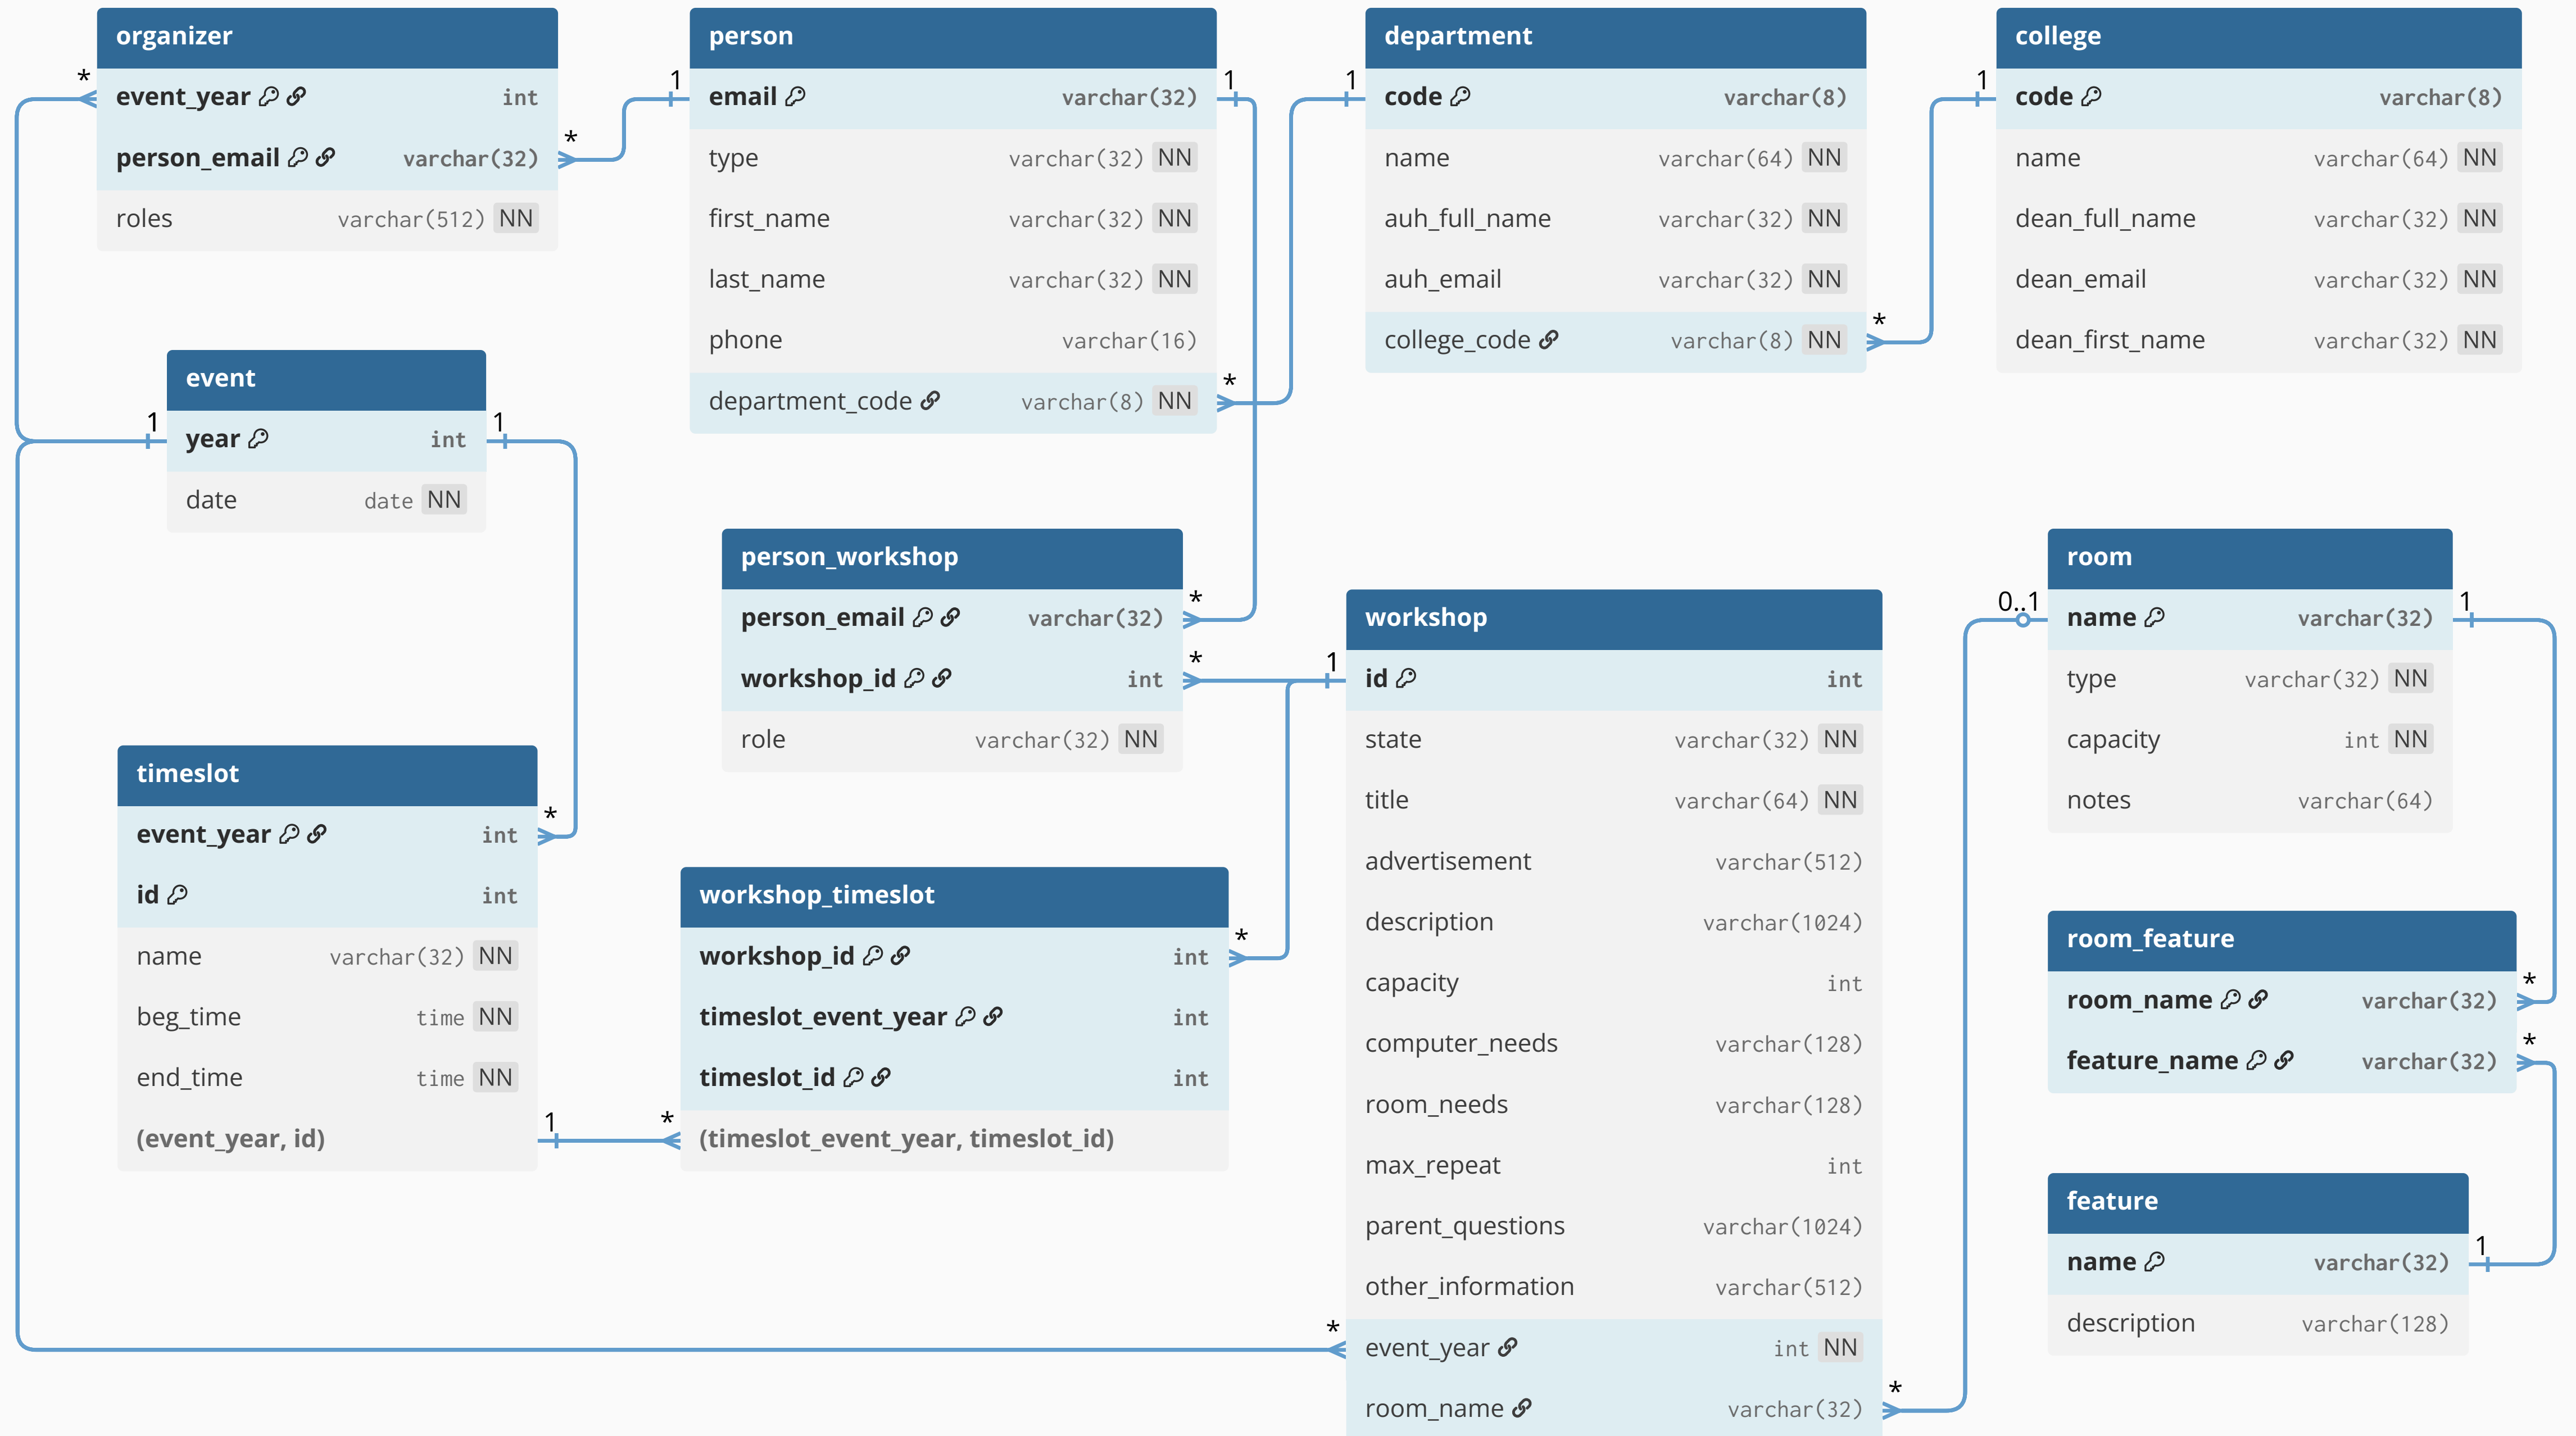 organizer
* event_year int
person_email varchar(32) *
roles varchar(512) NN
person
1 email varchar(32) 1
type varchar(32) NN
first_name varchar(32) NN
last_name varchar(32) NN
phone varchar(16)
department_code varchar(8) NN *
department
1 code varchar(8)
name varchar(64) NN
auh_full_name varchar(32) NN
auh_email varchar(32) NN
college_code varchar(8) NN *
college
1 code varchar(8)
name varchar(64) NN
dean_full_name varchar(32) NN
dean_email varchar(32) NN
dean_first_name varchar(32) NN
event
1 year int 1
date date NN
person_workshop
person_email varchar(32) *
workshop_id int *
role varchar(32) NN
timeslot
event_year int *
id int
name varchar(32) NN
beg_time time NN
end_time time NN
(event_year, id) 1
workshop_timeslot
workshop_id int *
timeslot_event_year int
timeslot_id int
* (timeslot_event_year, timeslot_id)
workshop
1 id int
state varchar(32) NN
title varchar(64) NN
advertisement varchar(512)
description varchar(1024)
capacity int
computer_needs varchar(128)
room_needs varchar(128)
max_repeat int
parent_questions varchar(1024)
other_information varchar(512)
* event_year int NN
room_name varchar(32) *
room
0..1 name varchar(32) 1
type varchar(32) NN
capacity int NN
notes varchar(64)
room_feature
room_name varchar(32) *
feature_name varchar(32) *
feature
name varchar(32) 1
description varchar(128)